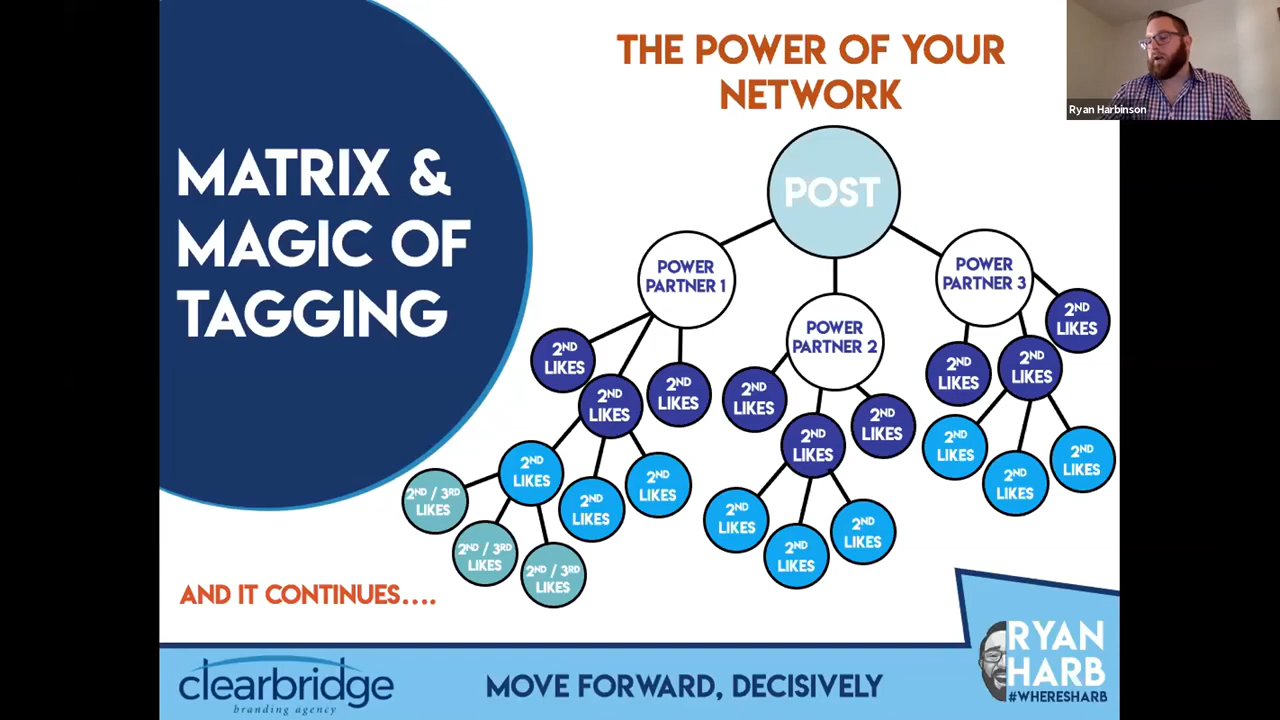 THE POWER OF YOUR
NETWORK
Ryan Harbinson
MATRIX &
MAGIC OF
TAGGING
POST
POWER
PARTNER 1
POWER
PARTNER 2
POWER
PARTNER 3
2ND
LIKES
2ND
LIKES
2ND
LIKES
2ND
LIKES
2ND
LIKES
2ND
LIKES
2ND
LIKES
2ND
LIKES
2ND
LIKES
2ND
LIKES
2ND
LIKES
2ND
LIKES
2ND
LIKES
2ND
LIKES
2ND
LIKES
2ND
LIKES
2ND
LIKES
2ND
LIKES
2ND / 3RD
LIKES
2ND / 3RD
LIKES
2ND / 3RD
LIKES
AND IT CONTINUES....
clearbridge
branding agency
MOVE FORWARD, DECISIVELY
RYAN
HARB
#WHERESHARB